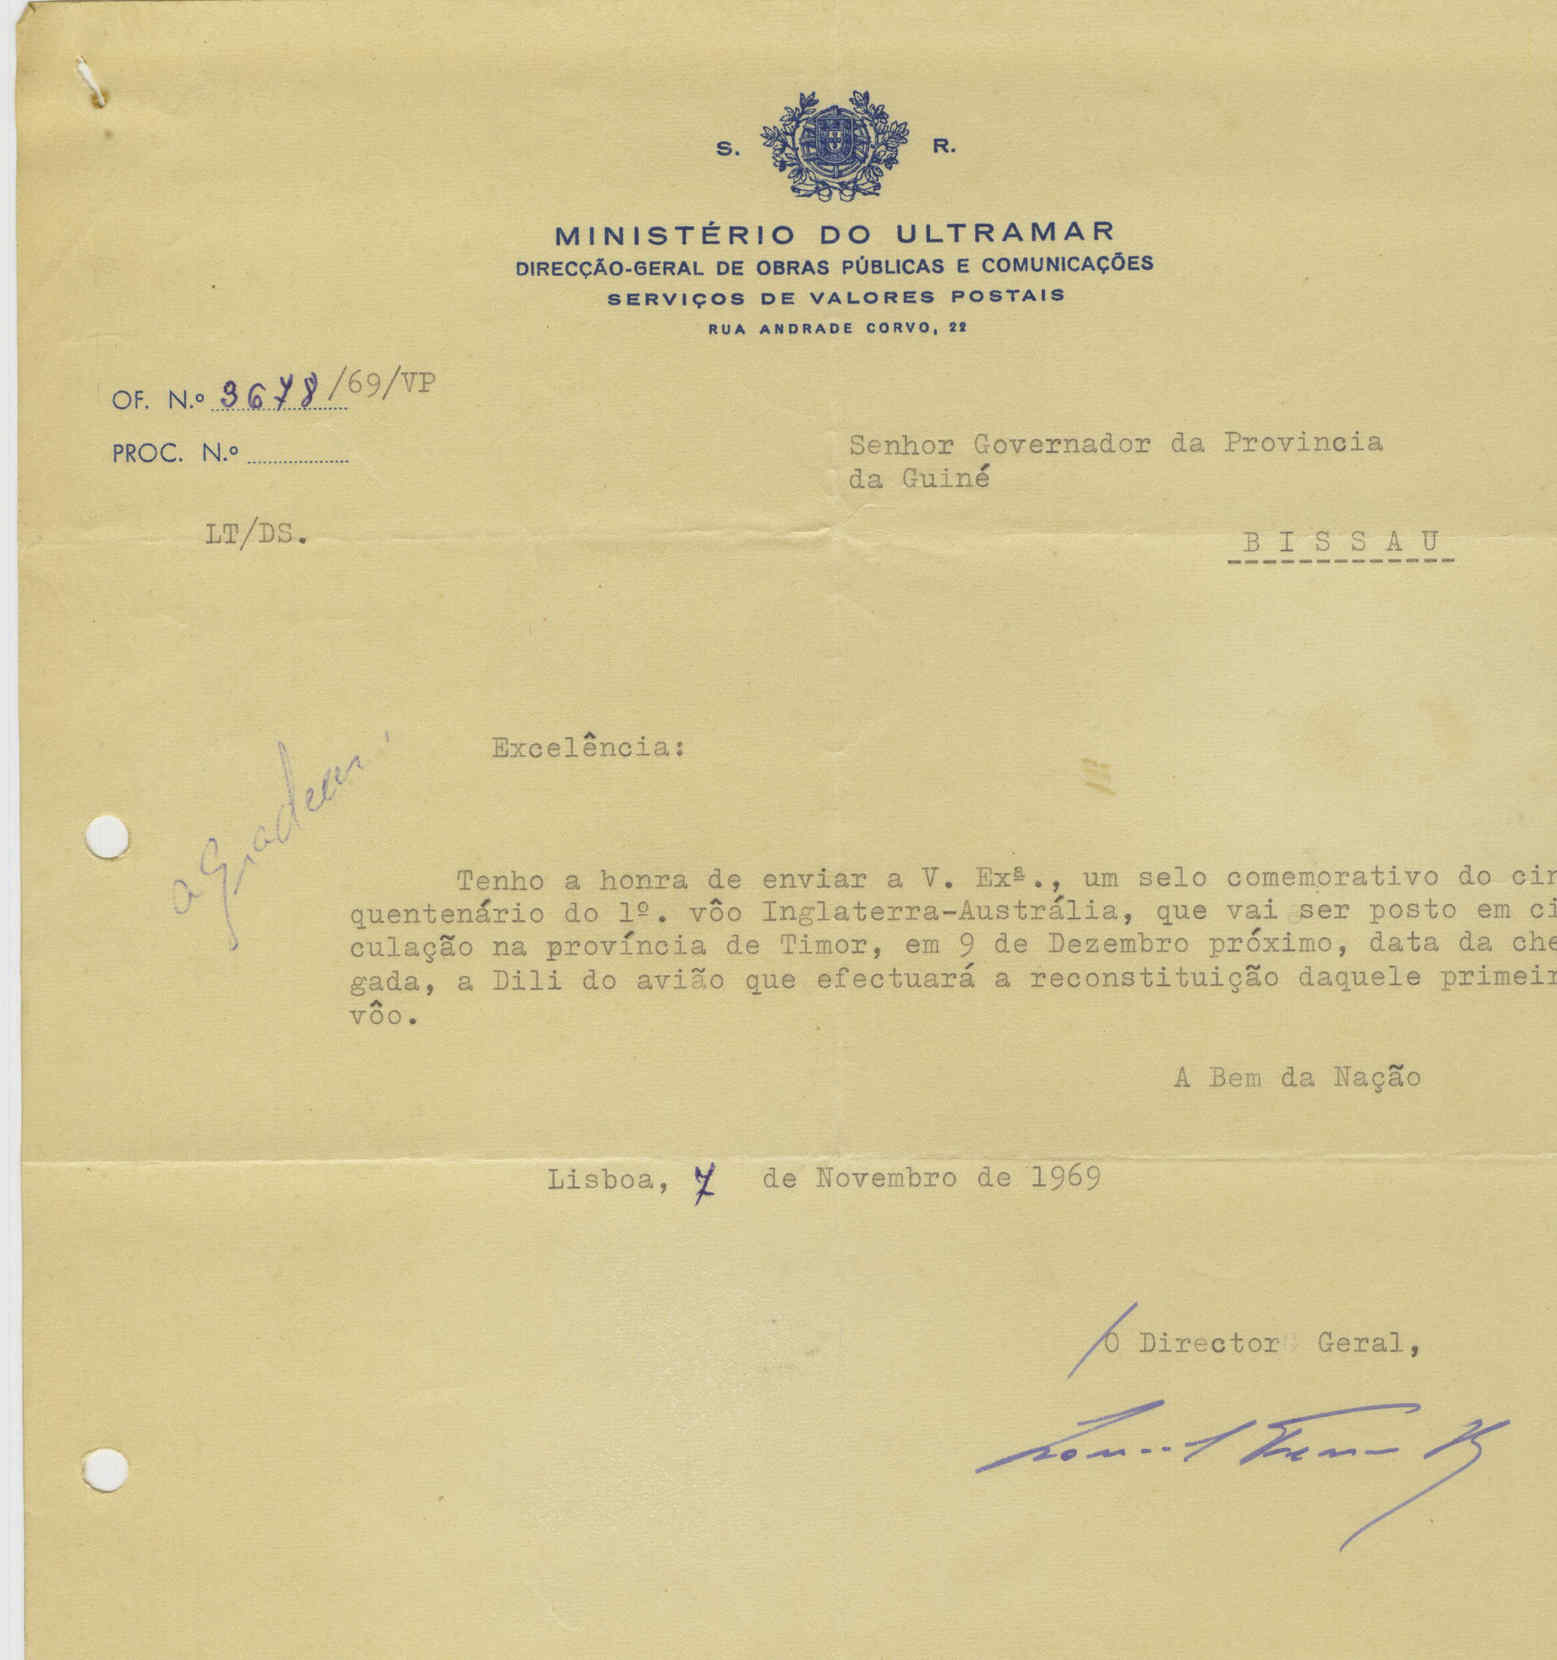 S. R.
MINISTÉRIO DO ULTRAMAR
DIRECÇÃO-GERAL DE OBRAS PÚBLICAS E COMUNICAÇÕES
SERVIÇOS DE VALORES POSTAIS
RUA ANDRADE CORVO, 22
OF. N.º 3678/69/VP
PROC. N.º
Senhor Governador da Provincia
da Guiné
LT/DS.
B I S S A U
Excelência:
Tenho a honra de enviar a V. Exª., um selo comemorativo do cin
quentenário do 1º. vôo Inglaterra-Austrália, que vai ser posto em ci
culação na província de Timor, em 9 de Dezembro próximo, data da che
gada, a Dili do avião que efectuará a reconstituição daquele primeir
vôo.
A Bem da Nação
Lisboa, 7 de Novembro de 1969
O Director Geral,